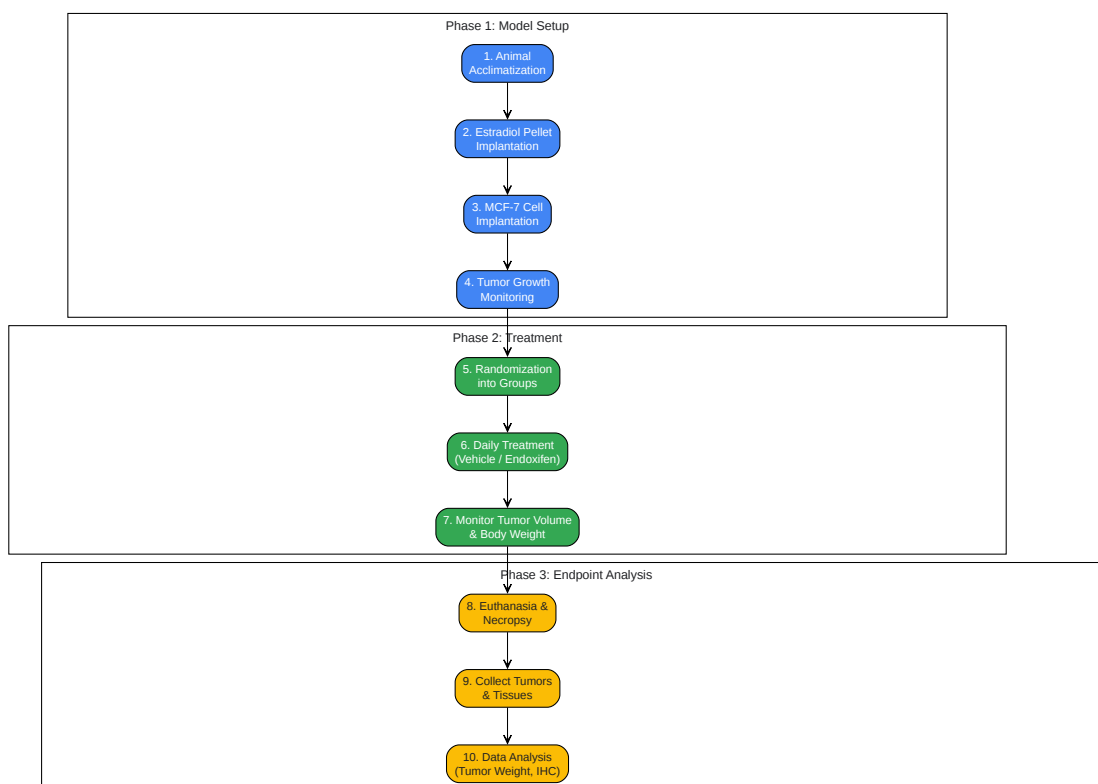 Phase 1: Model Setup
1. Animal
Acclimatization
2. Estradiol Pellet
Implantation
3. MCF-7 Cell
Implantation
4. Tumor Growth
Monitoring
Phase 2: Treatment
5. Randomization
into Groups
6. Daily Treatment
(Vehicle / Endoxifen)
7. Monitor Tumor Volume
& Body Weight
Phase 3: Endpoint Analysis
8. Euthanasia &
Necropsy
9. Collect Tumors
& Tissues
10. Data Analysis
(Tumor Weight, IHC)